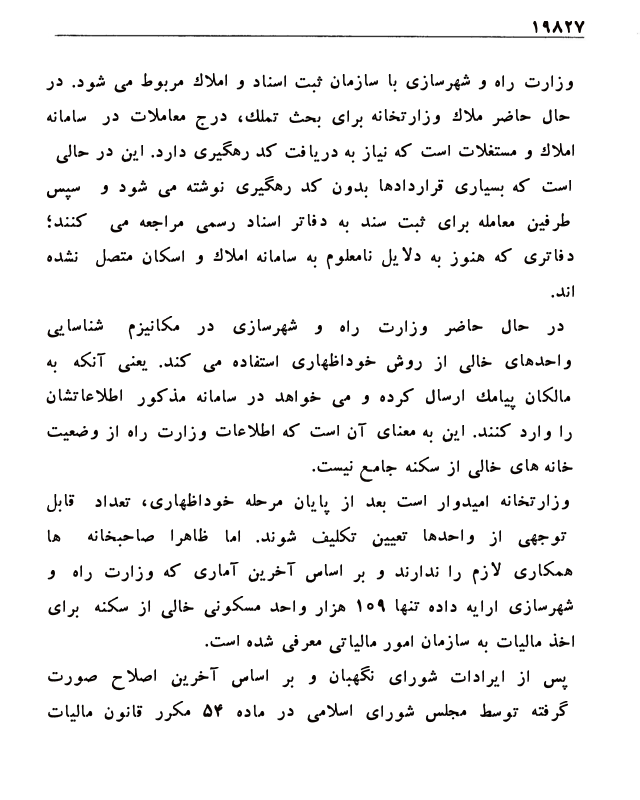 ۱۹۸۲۷
وزارت راه و شهرسازی با سازمان ثبت اسناد و املاك مربوط می شود. در
حال حاضر ملاك وزارتخانه برای بحث تملك، درج معاملات در سامانه
املاك و مستغلات است که نیاز به دریافت کد رهگیری دارد. این در حالی
است که بسیاری قراردادها بدون کد رهگیری نوشته می شود و سپس
طرفین معامله برای ثبت سند به دفاتر اسناد رسمی مراجعه می کنند؛
دفاتری که هنوز به دلایل نامعلوم به سامانه املاك و اسکان متصل نشده
اند.
در حال حاضر وزارت راه و شهرسازی در مکانیزم شناسایی
واحدهای خالی از روش خوداظهاری استفاده می کند. یعنی آنکه به
مالکان پیامك ارسال کرده و می خواهد در سامانه مذکور اطلاعاتشان
را وارد کنند. این به معنای آن است که اطلاعات وزارت راه از وضعیت
خانه های خالی از سکنه جامع نیست.
وزارتخانه امیدوار است بعد از پایان مرحله خوداظهاری، تعداد قابل
توجهی از واحدها تعیین تکلیف شوند. اما ظاهرا صاحبخانه ها
همکاری لازم را ندارند و بر اساس آخرین آماری که وزارت راه و
شهرسازی ارایه داده تنها ۱۰۹ هزار واحد مسکونی خالی از سکنه برای
اخذ مالیات به سازمان امور مالیاتی معرفی شده است.
پس از ایرادات شورای نگهبان و بر اساس آخرین اصلاح صورت
گرفته توسط مجلس شورای اسلامی در ماده ۵۴ مکرر قانون مالیات